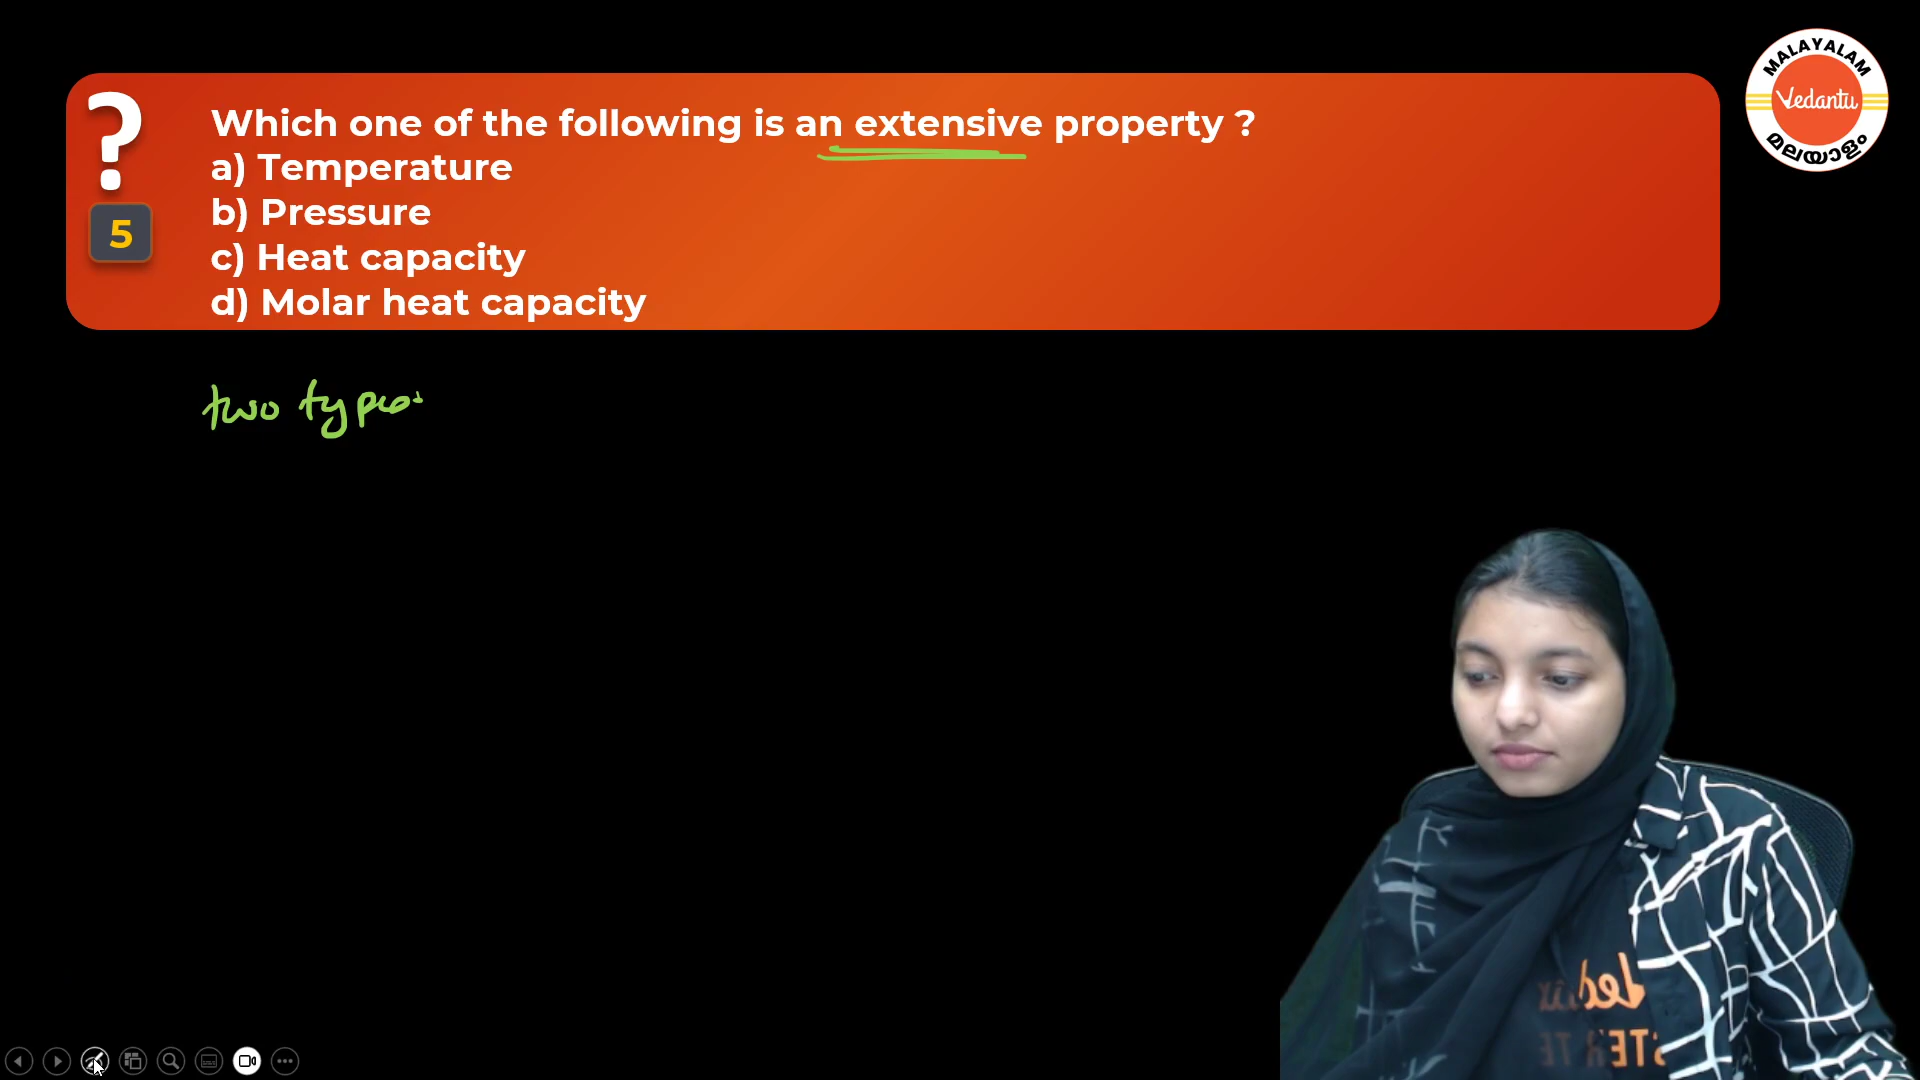 MALAYALAM
Vedantu
മലയാളം
?
Which one of the following is an extensive property ?
a) Temperature
5
b) Pressure
c) Heat capacity
d) Molar heat capacity
two types